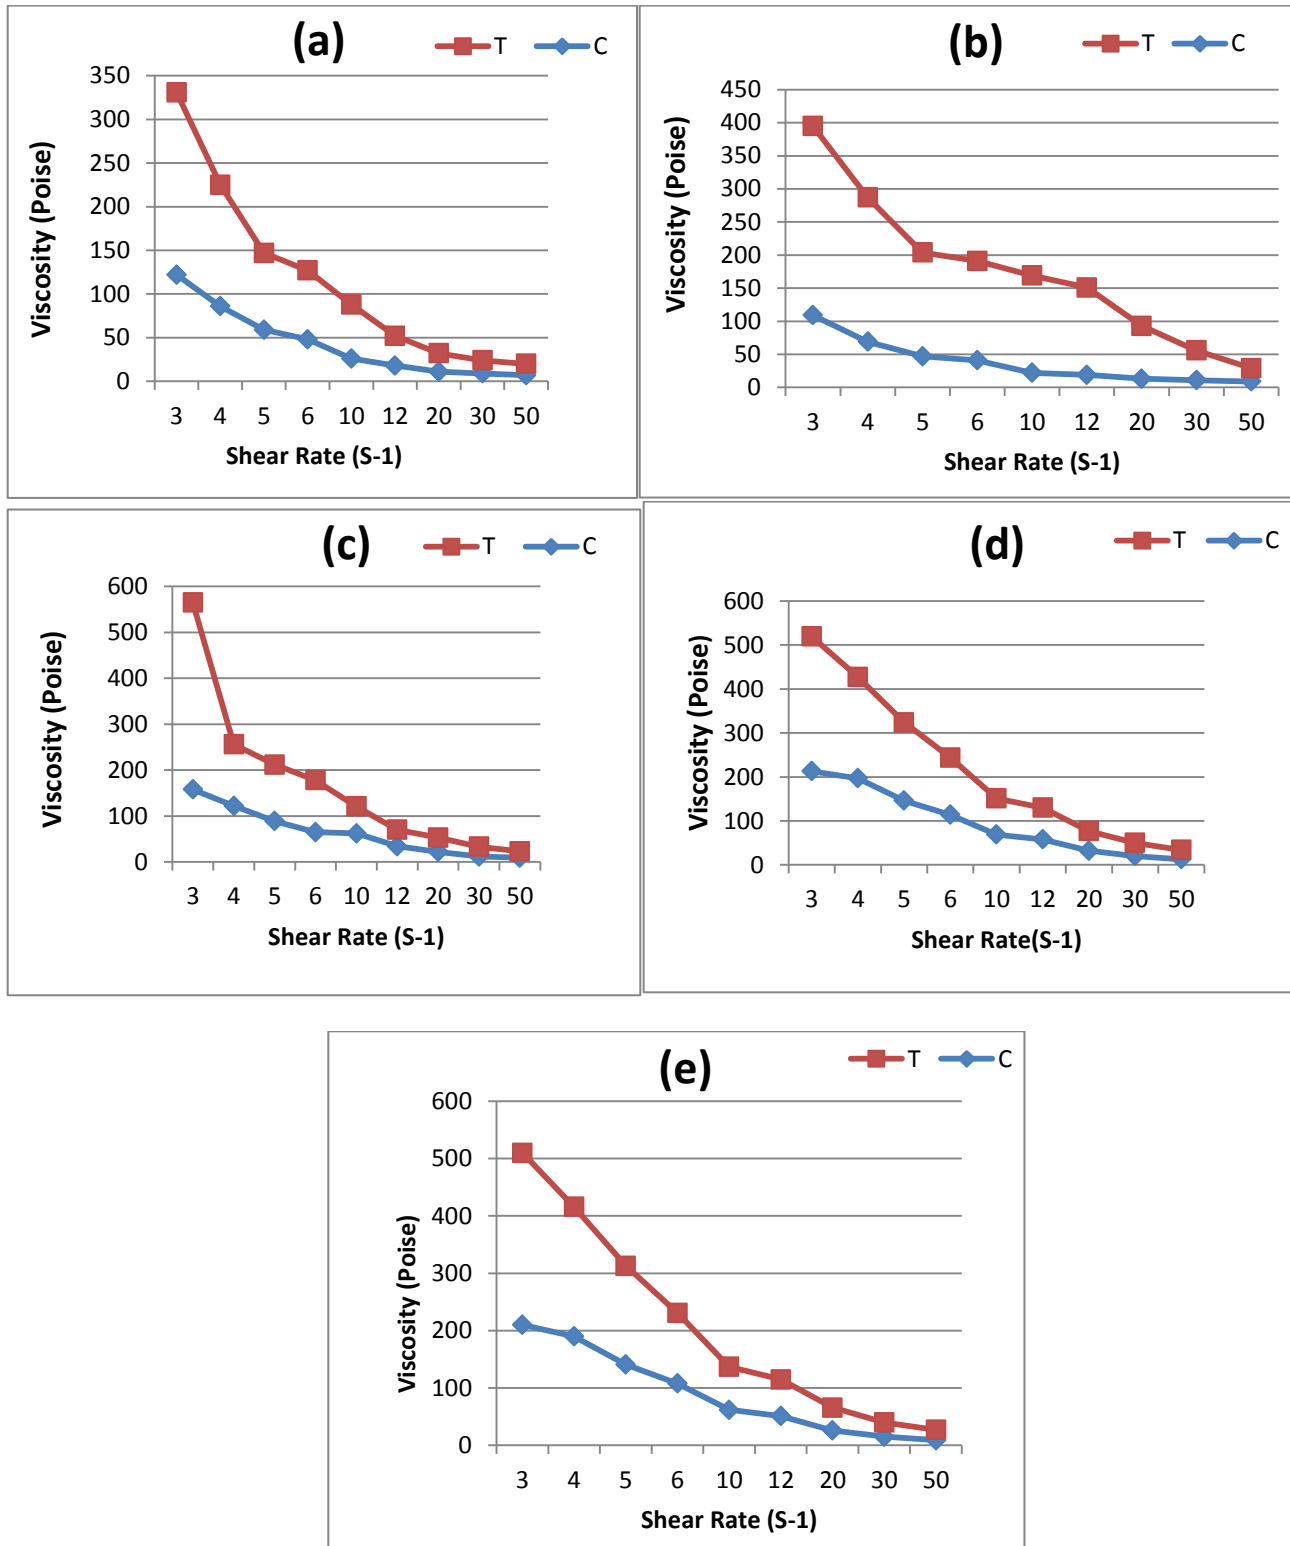 (a)
T C
350
300
250
200
150
100
50
0
Viscosity (Poise)
3 4 5 6 10 12 20 30 50
Shear Rate (S-1)
(b)
T C
450
400
350
300
250
200
150
100
50
0
Viscosity (Poise)
3 4 5 6 10 12 20 30 50
Shear Rate (S-1)
(c)
T C
600
500
400
300
200
100
0
Viscosity (Poise)
3 4 5 6 10 12 20 30 50
Shear Rate (S-1)
(d)
T C
600
500
400
300
200
100
0
Viscosity (Poise)
3 4 5 6 10 12 20 30 50
Shear Rate(S-1)
(e)
T C
600
500
400
300
200
100
0
Viscosity (Poise)
3 4 5 6 10 12 20 30 50
Shear Rate (S-1)